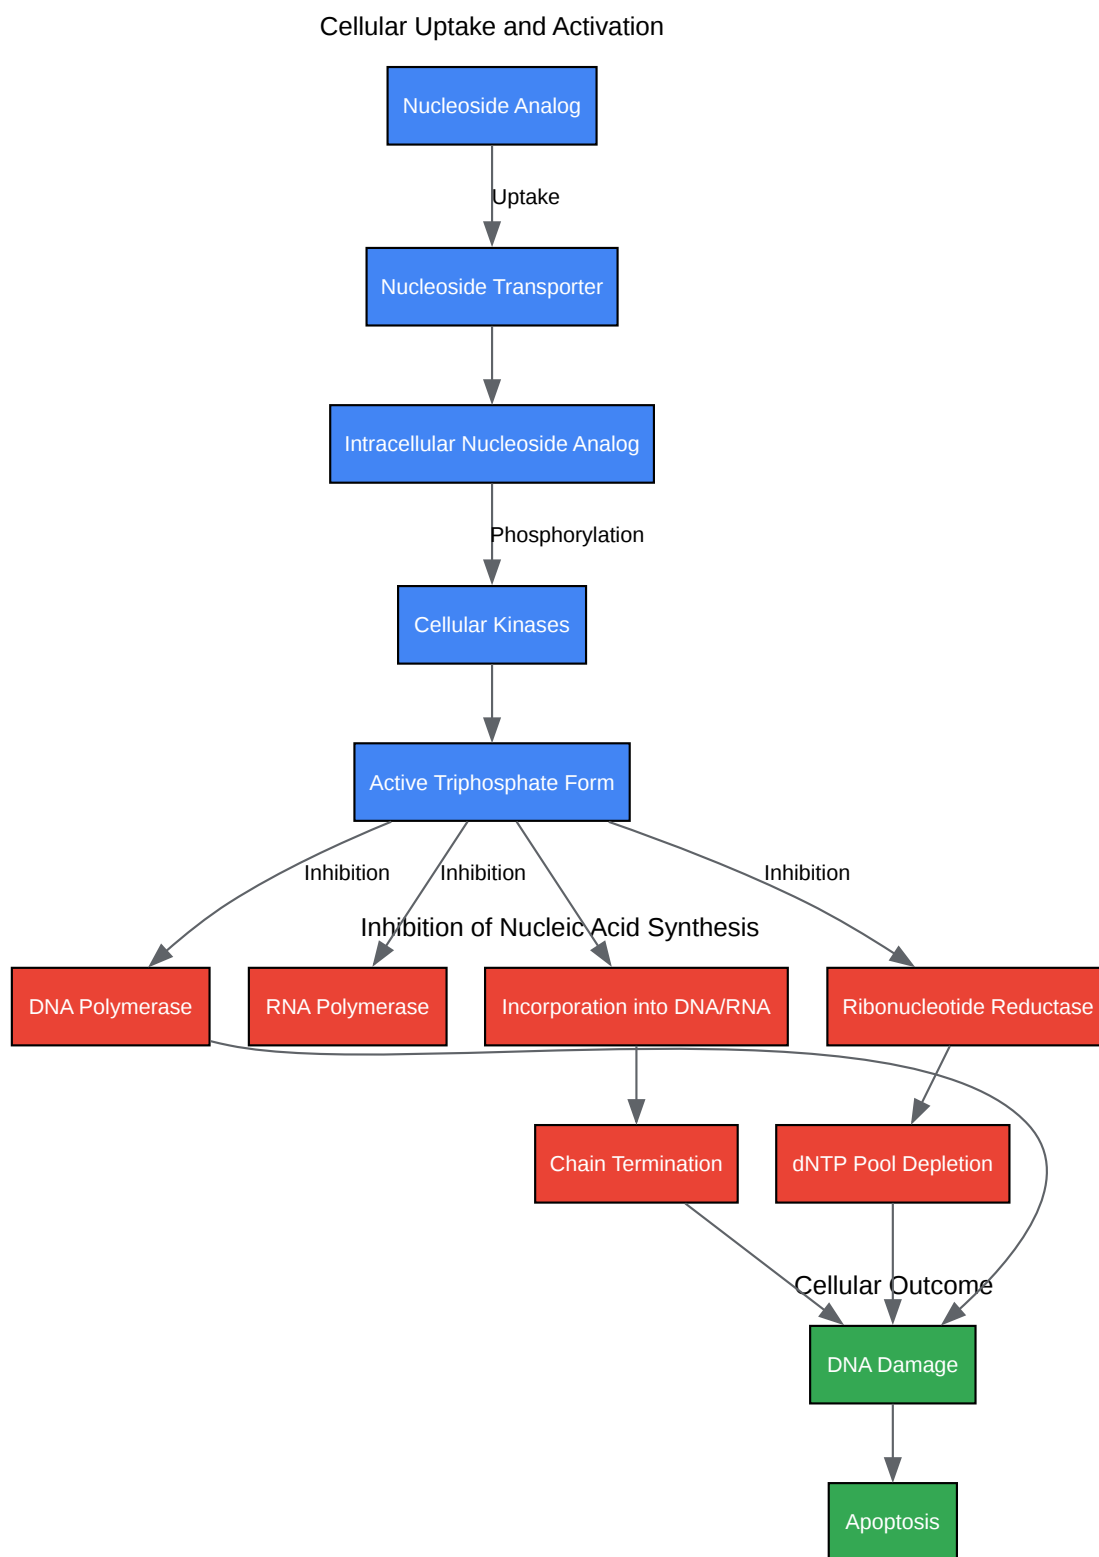 Cellular Uptake and Activation
Nucleoside Analog
Uptake
Nucleoside Transporter
Intracellular Nucleoside Analog
Phosphorylation
Cellular Kinases
Active Triphosphate Form
Inhibition
Inhibition
Inhibition
Inhibition of Nucleic Acid Synthesis
DNA Polymerase
RNA Polymerase
Incorporation into DNA/RNA
Ribonucleotide Reductase
Chain Termination
dNTP Pool Depletion
Cellular Outcome
DNA Damage
Apoptosis